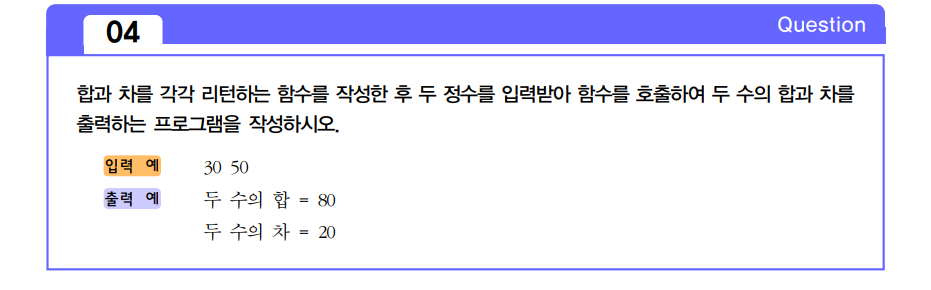 04
Question
합과 차를 각각 리턴하는 함수를 작성한 후 두 정수를 입력받아 함수를 호출하여 두 수의 합과 차를
출력하는 프로그램을 작성하시오.
입력 예 30 50
출력 예 두 수의 합 = 80
두 수의 차 = 20